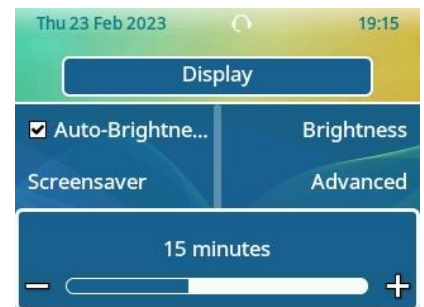 Thu 23 Feb 2023 19:15
Display
Auto-Brightne... Brightness
Screensaver Advanced
15 minutes